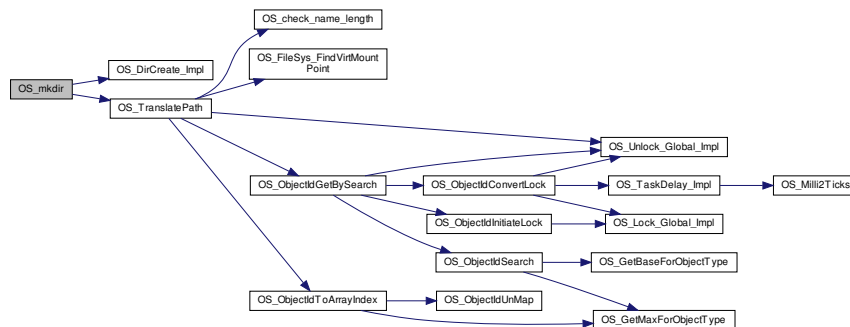 OS_check_name_length
OS_FileSys_FindVirtMount
Point
OS_DirCreate_Impl
OS_mkdir
OS_TranslatePath
OS_Unlock_Global_Impl
OS_ObjectIdGetBySearch
OS_ObjectIdConvertLock
OS_TaskDelay_Impl
OS_Milli2Ticks
OS_ObjectIdInitiateLock
OS_Lock_Global_Impl
OS_ObjectIdSearch
OS_GetBaseForObjectType
OS_ObjectIdToArrayIndex
OS_ObjectIdUnMap
OS_GetMaxForObjectType